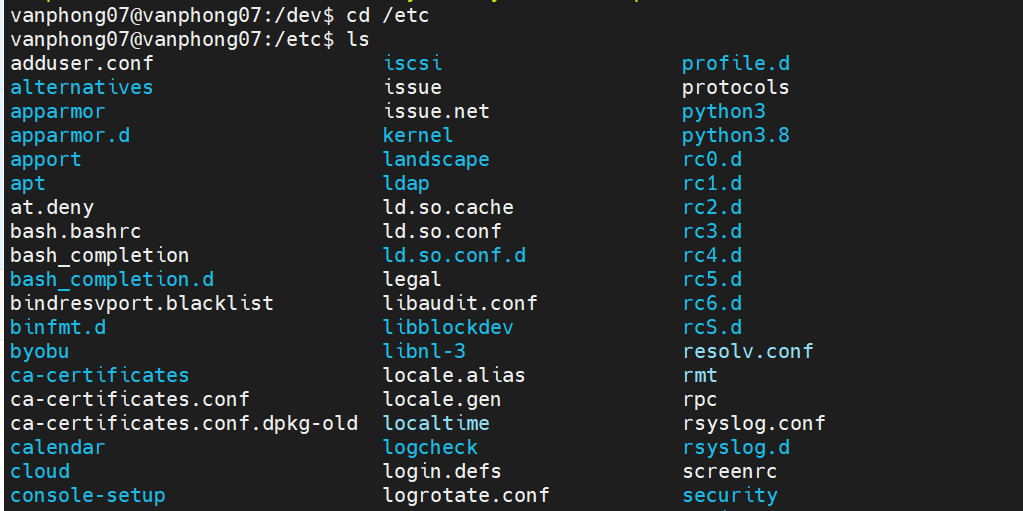 vanphong07@vanphong07:/dev$ cd /etc
vanphong07@vanphong07:/etc$ ls
adduser.conf iscsi profile.d
alternatives issue protocols
apparmor issue.net python3
apparmor.d kernel python3.8
apport landscape rc0.d
apt ldap rc1.d
at.deny ld.so.cache rc2.d
bash.bashrc ld.so.conf rc3.d
bash_completion ld.so.conf.d rc4.d
bash_completion.d legal rc5.d
bindresvport.blacklist libaudit.conf rc6.d
binfmt.d libblockdev rcS.d
byobu libnl-3 resolv.conf
ca-certificates locale.alias rmt
ca-certificates.conf locale.gen rpc
ca-certificates.conf.dpkg-old localtime rsyslog.conf
calendar logcheck rsyslog.d
cloud login.defs screenrc
console-setup logrotate.conf security